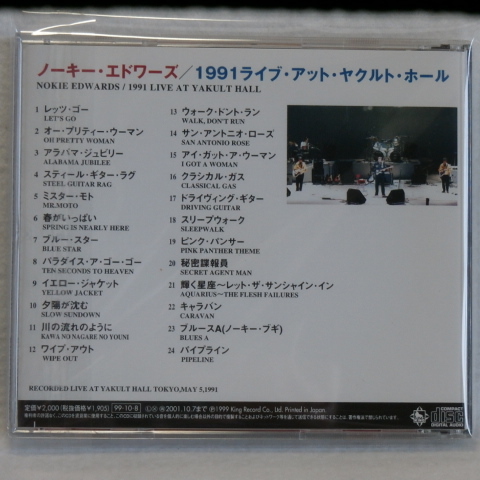 ノーキー・エドワーズ/1991ライブ・アット・ヤクルト・ホール
NOKIE EDWARDS / 1991 LIVE AT YAKULT HALL
1 レッツ・ゴー
LET'S GO
2 オー・プリティー・ウーマン
OH PRETTY WOMAN
3 アラバマ・ジュビリー
ALABAMA JUBILEE
4 スティール・ギター・ラグ
STEEL GUITAR RAG
5 ミスター・モト
MR.MOTO
6 春がいっぱい
SPRING IS NEARLY HERE
7 ブルー・スター
BLUE STAR
8 パラダイス・ア・ゴー・ゴー
TEN SECONDS TO HEAVEN
9 イエロー・ジャケット
YELLOW JACKET
10 夕陽が沈む
SLOW SUNDOWN
11 川の流れのように
KAWA NO NAGARE NO YOUNI
12 ワイプ・アウト
WIPE OUT
13 ウォーク・ドント・ラン
WALK, DON'T RUN
14 サン・アントニオ・ローズ
SAN ANTONIO ROSE
15 アイ・ガット・ア・ウーマン
I GOT A WOMAN
16 クラシカル・ガス
CLASSICAL GAS
17 ドライヴィング・ギター
DRIVING GUITAR
18 スリープウォーク
SLEEPWALK
19 ピンク・パンサー
PINK PANTHER THEME
20 秘密諜報員
SECRET AGENT MAN
21 輝く星座〜レット・ザ・サンシャイン・イン
AQUARIUS〜THE FLESH FAILURES
22 キャラバン
CARAVAN
23 ブルースA(ノーキー・ブギ)
BLUES A
24 パイプライン
PIPELINE
RECORDED LIVE AT YAKULT HALL TOKYO,MAY 5,1991
定価¥2,000(税抜価格¥1,905) 99・10・8 2001.10.7まで Ⓟ1999 King Record Co., Ltd. Printed in Japan
COMPACT
disc
DIGITAL AUDIO